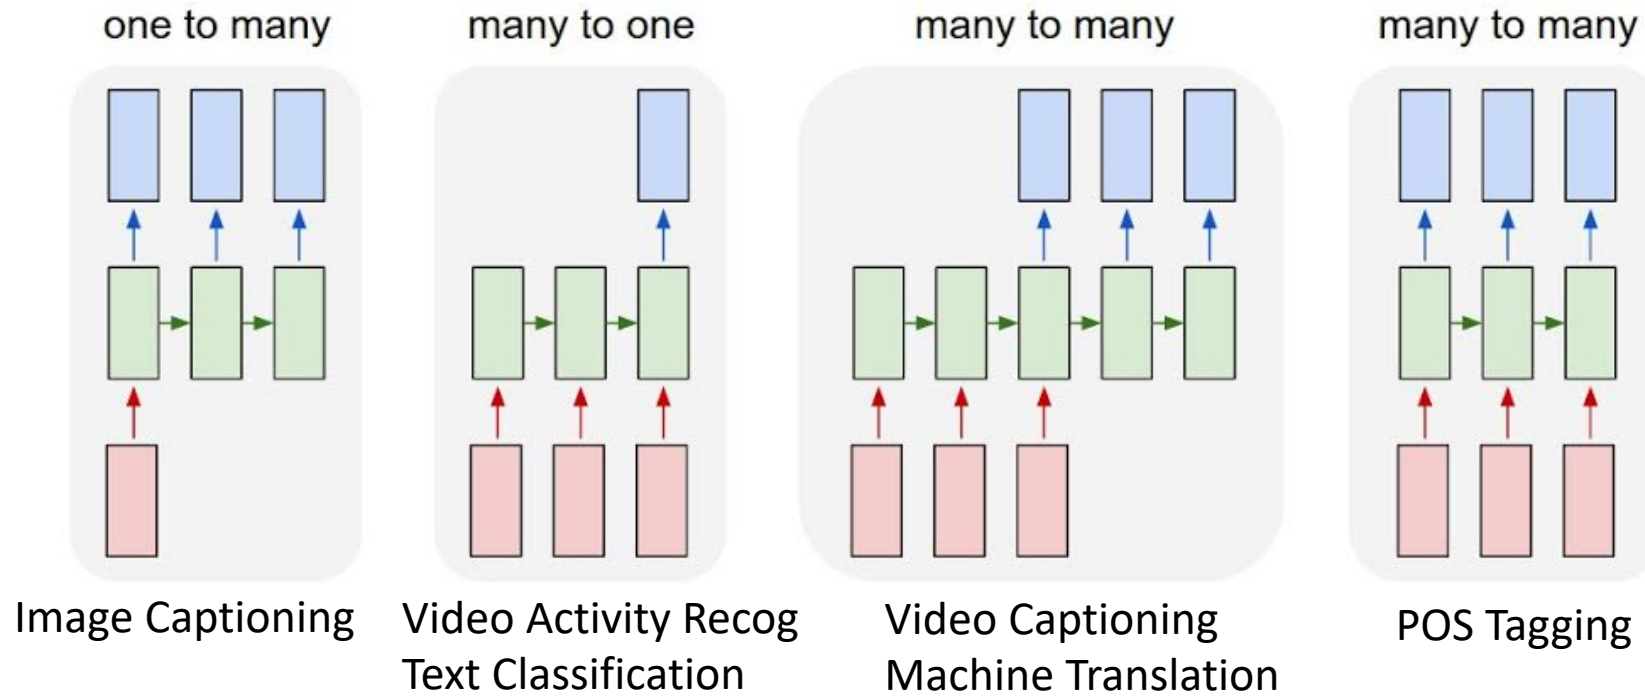 one to many
many to one
many to many
many to many
Image Captioning
Video Activity Recog
Text Classification
Video Captioning
Machine Translation
POS Tagging